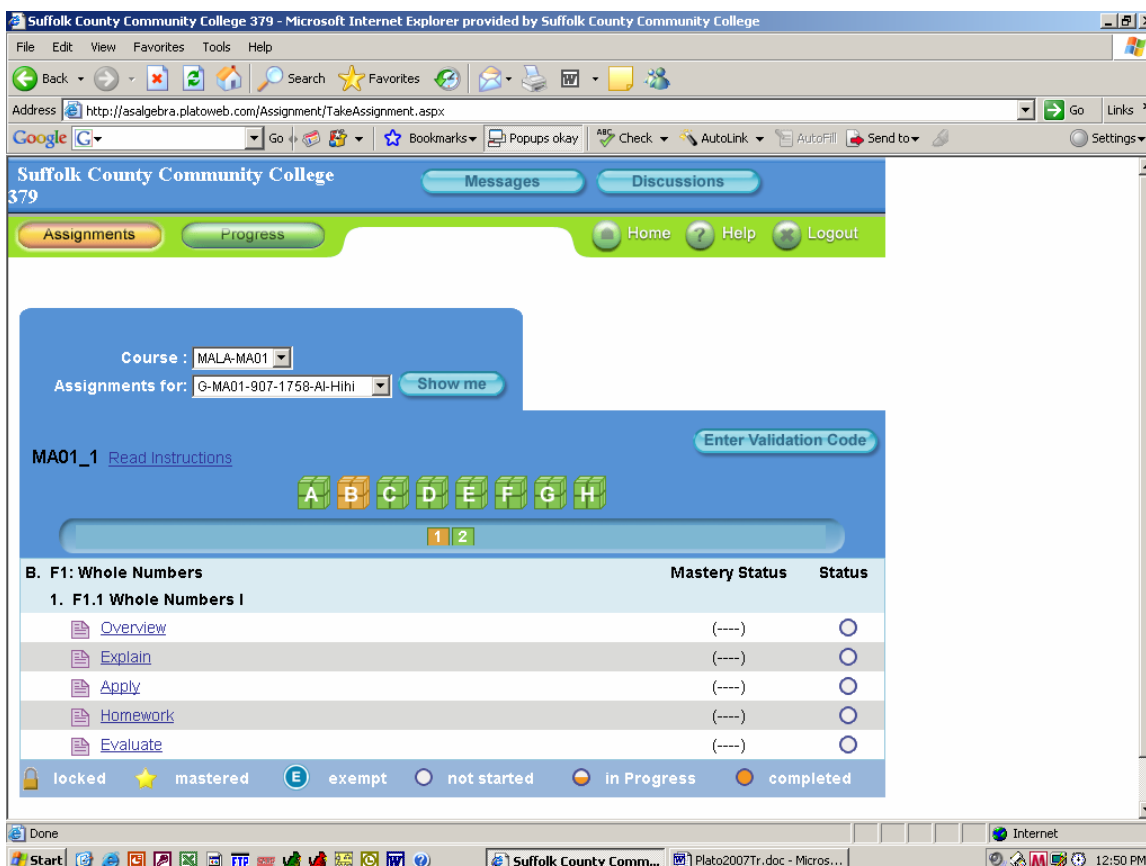 Suffolk County Community College 379 - Microsoft Internet Explorer provided by Suffolk County Community College
File Edit View Favorites Tools Help
Back Search Favorites
Address http://asalgebra.platoweb.com/Assignment/TakeAssignment.aspx Go Links
Google G Go Bookmarks Popups okay ABC Check AutoLink AutoFill Send to Settings
Suffolk County Community College 
379
Messages Discussions
Assignments Progress Home ? Help Logout
Course : MALA-MA01
Assignments for: G-MA01-907-1758-Al-Hihi Show me
Enter Validation Code
MA01_1 Read Instructions
A B C D E F G H
1 2
B. F1: Whole Numbers Mastery Status Status
1. F1.1 Whole Numbers I
Overview (----)
Explain (----)
Apply (----)
Homework (----)
Evaluate (----)
locked mastered E exempt not started in Progress completed
Done Internet
Start FTP Suffolk County Comm... Plato2007Tr.doc - Micros... 12:50 PM